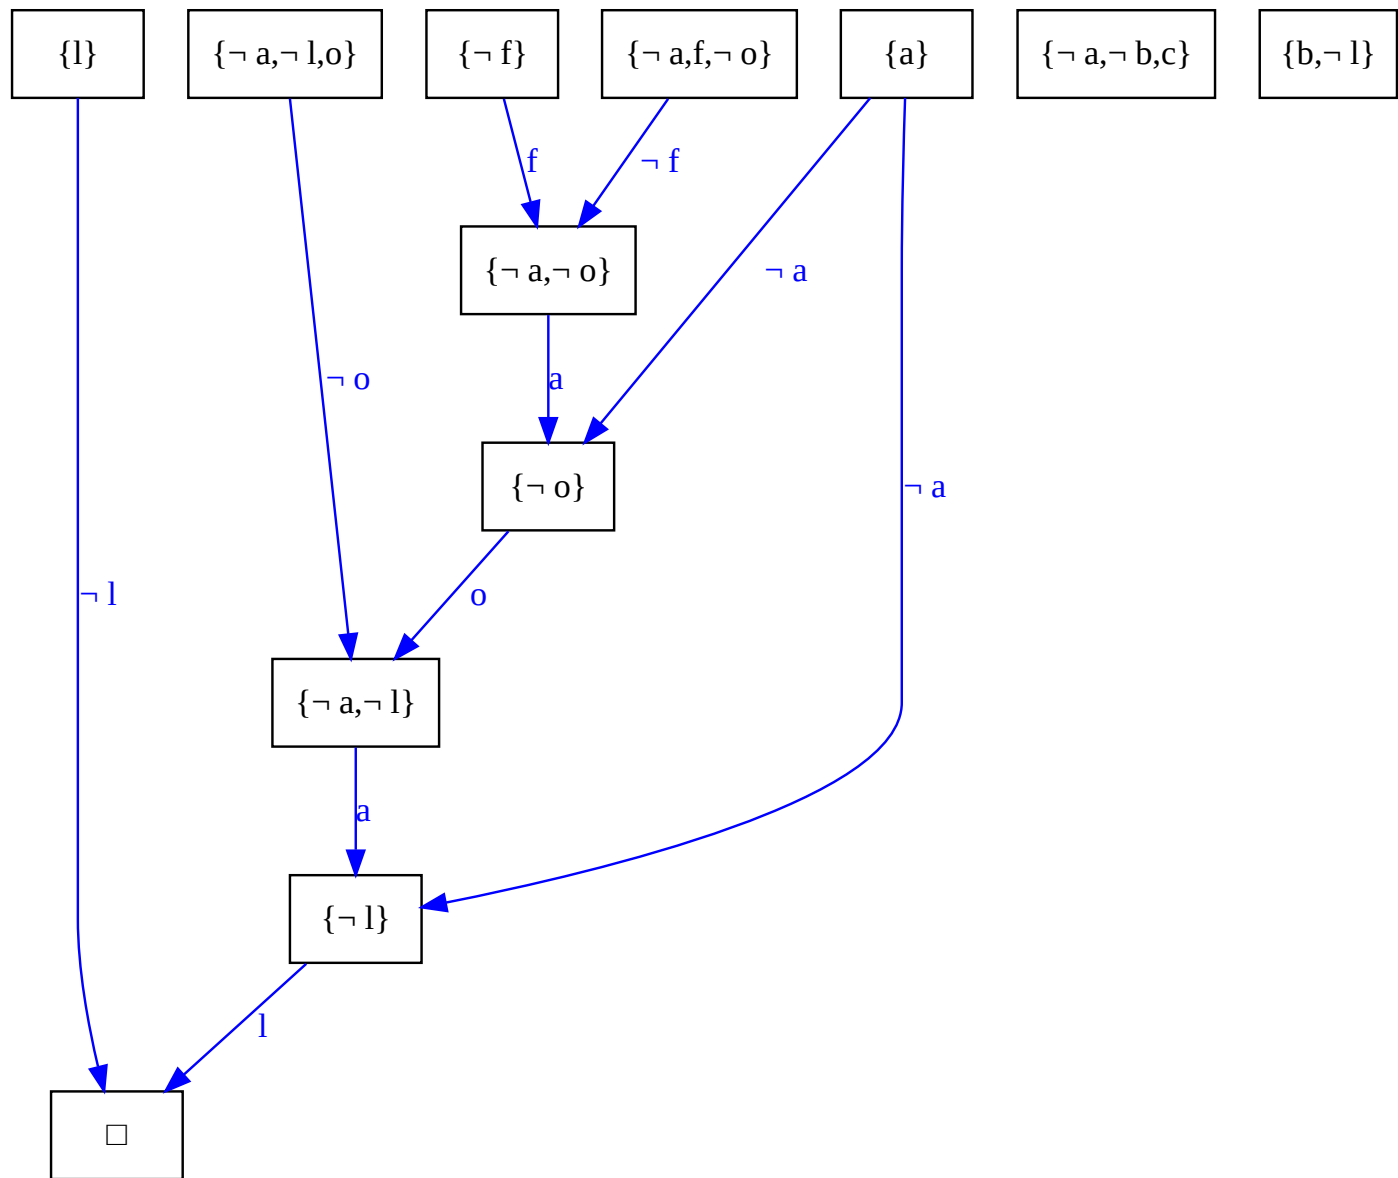 {l} {¬ a,¬ l,o} {¬ f} {¬ a,f,¬ o} {a} {¬ a,¬ b,c} {b,¬ l}
f ¬ f
{¬ a,¬ o} ¬ a
¬ o a
{¬ o} ¬ a
¬ l o
{¬ a,¬ l}
a
{¬ l}
l
□